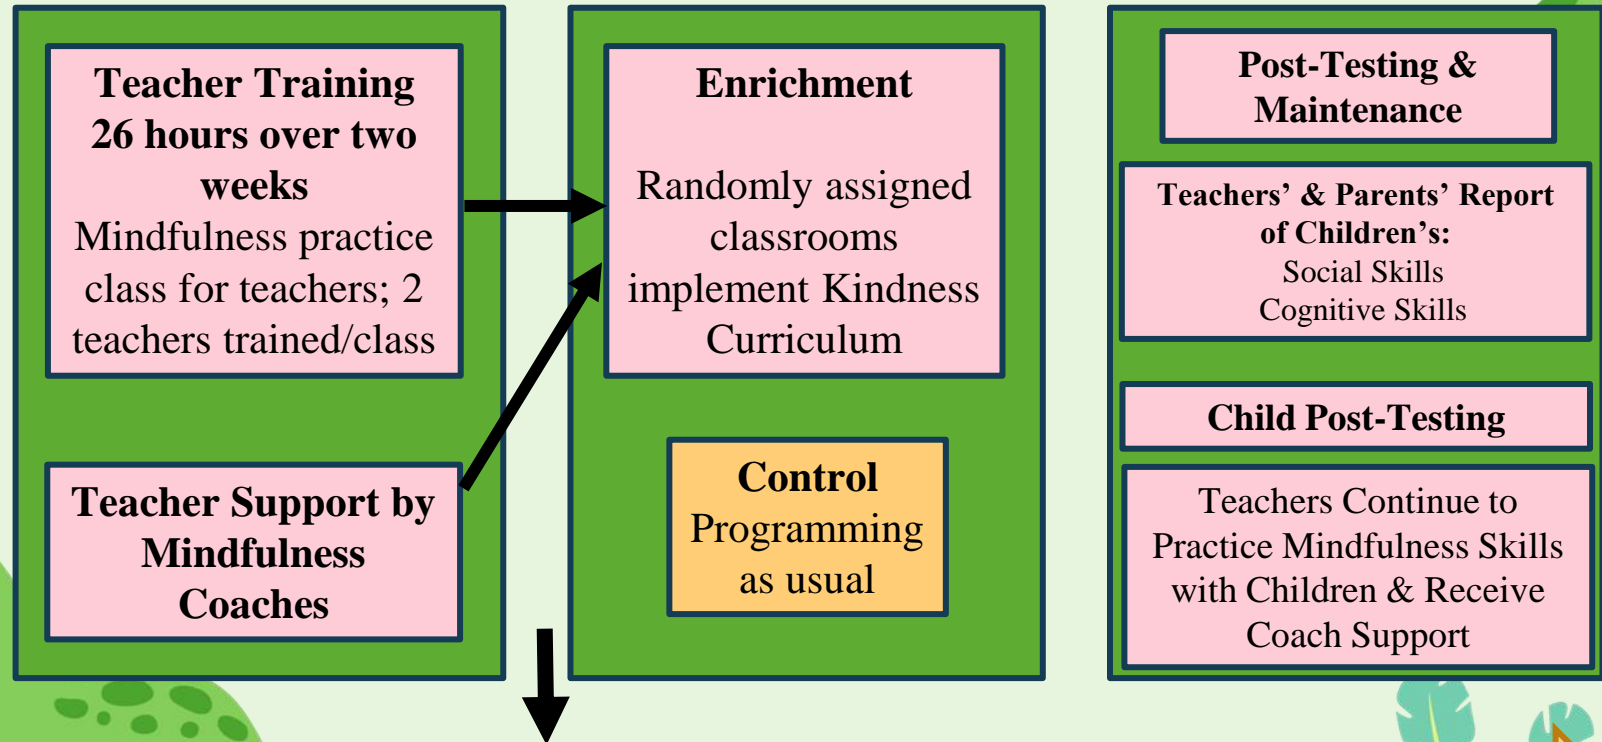 Teacher Training
26 hours over two
weeks
Mindfulness practice
class for teachers; 2
teachers trained/class
Teacher Support by
Mindfulness
Coaches
Enrichment
Randomly assigned
classrooms
implement Kindness
Curriculum
Control
Programming
as usual
Post-Testing &
Maintenance
Teachers’ & Parents’ Report
of Children’s:
Social Skills
Cognitive Skills
Child Post-Testing
Teachers Continue to
Practice Mindfulness Skills
with Children & Receive
Coach Support